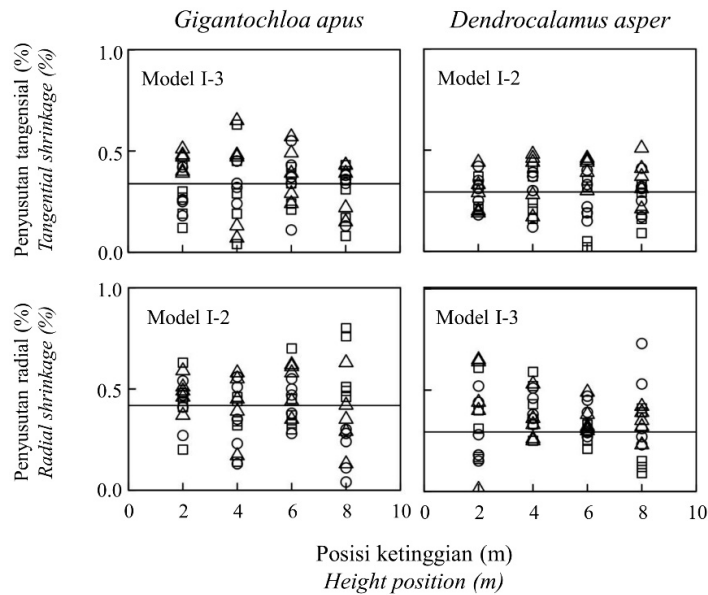 Gigantochloa apus
Dendrocalamus asper
Penyusutan tangensial (%)
Tangential shrinkage (%)
1.0
0.5
0.0
Model I-3
Model I-2
Penyusutan radial (%)
Radial shrinkage (%)
1.0
0.5
0.0
Model I-2
Model I-3
0 2 4 6 8 10
0 2 4 6 8 10
Posisi ketinggian (m)
Height position (m)